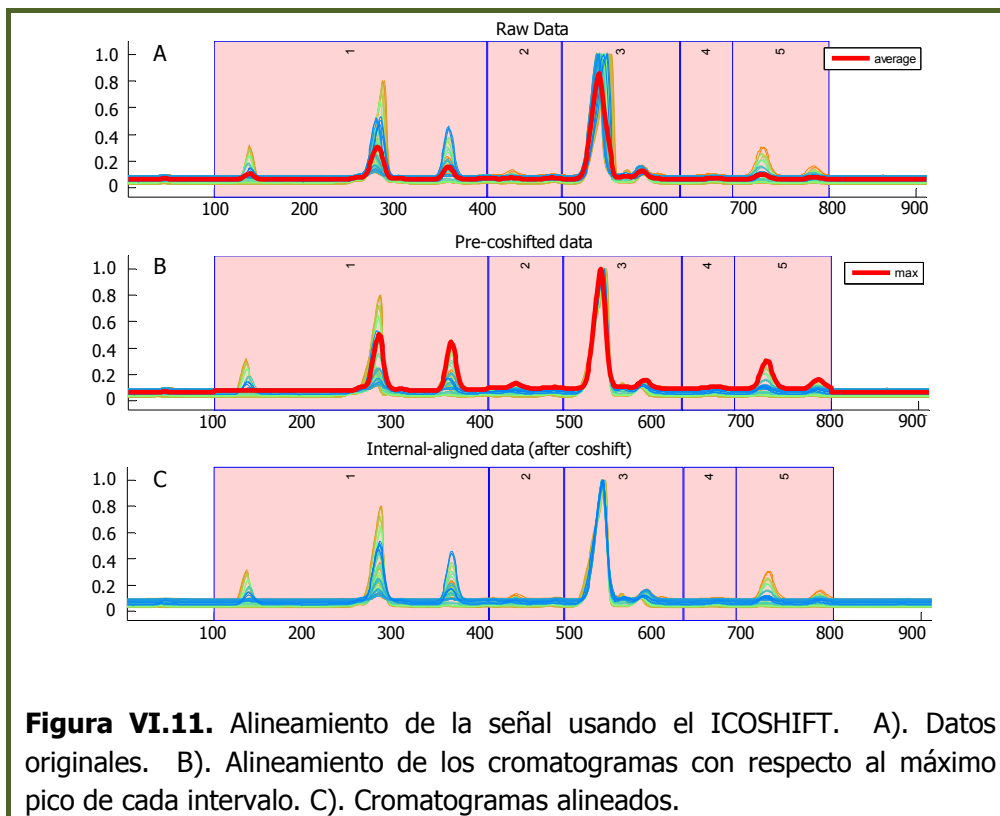 Raw Data
A
1
2
3
4
5
average
1.0
0.8
0.6
0.4
0.2
0
100 200 300 400 500 600 700 800 900
Pre-coshifted data
B
1
2
3
4
5
max
1.0
0.8
0.6
0.4
0.2
0
100 200 300 400 500 600 700 800 900
Internal-aligned data (after coshift)
C
1
2
3
4
5
1.0
0.8
0.6
0.4
0.2
0
100 200 300 400 500 600 700 800 900
Figura VI.11. Alineamiento de la señal usando el ICOSHIFT. A). Datos
originales. B). Alineamiento de los cromatogramas con respecto al máximo
pico de cada intervalo. C). Cromatogramas alineados.